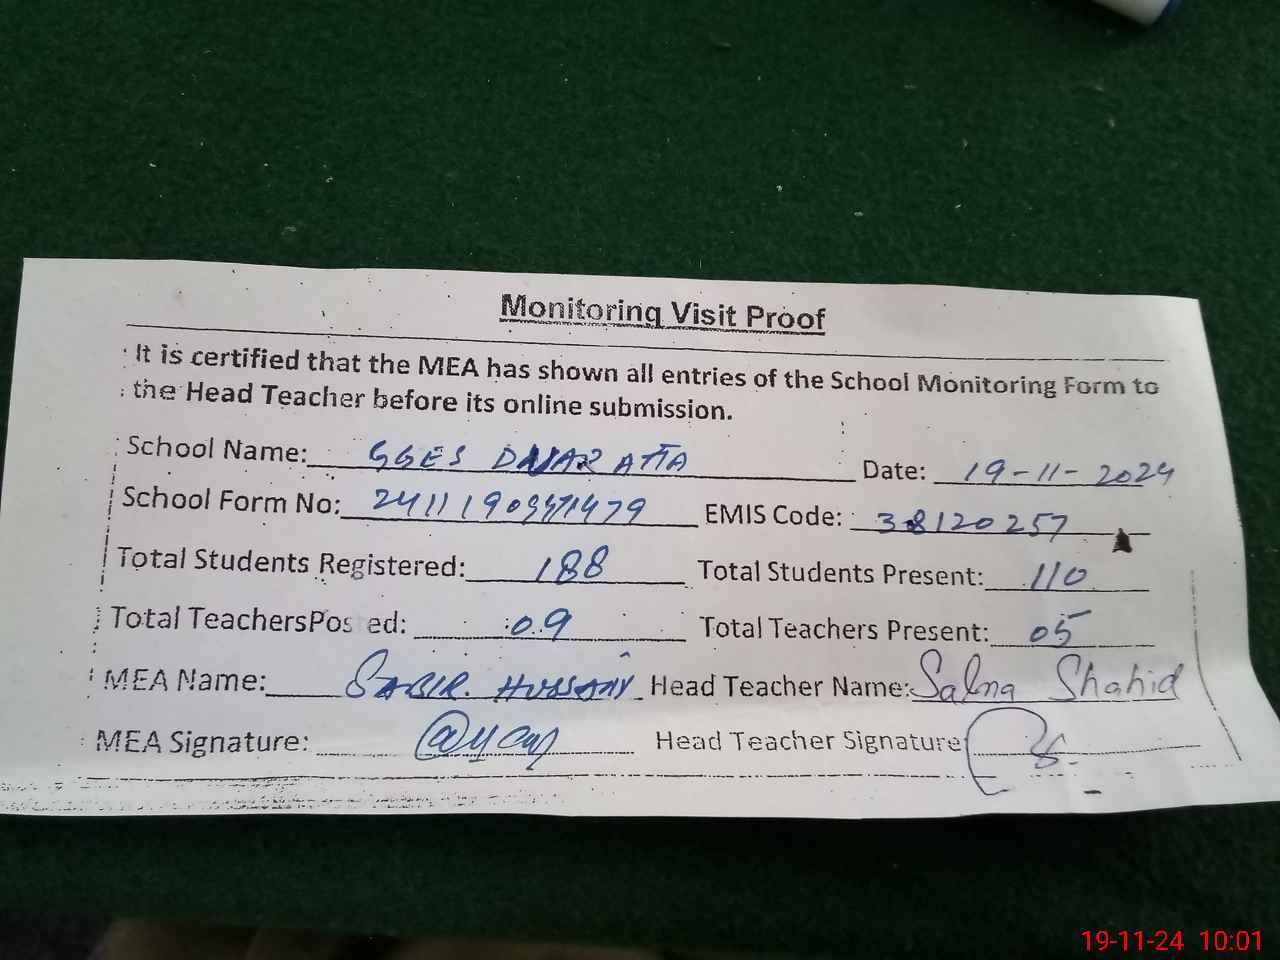 Monitoring Visit Proof
It is certified that the MEA has shown all entries of the School Monitoring Form to
the Head Teacher before its online submission.
School Name: GGES Date: 19-11-2024
School Form No: EMIS Code: 38120257
Total Students Registered: 188 Total Students Present: 110
Total Teachers Posted: 09 Total Teachers Present: 05
MEA Name: SABIR. HUSSAIN Head Teacher Name: Salma Shahid
MEA Signature: Head Teacher Signature
19-11-24 10:01